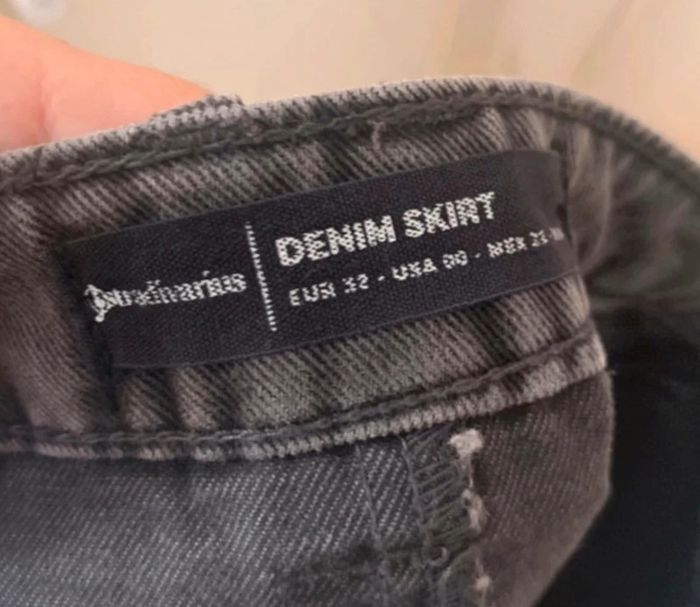 Stradivarius
DENIM SKIRT
EUR 32 - USA 00 - MEX